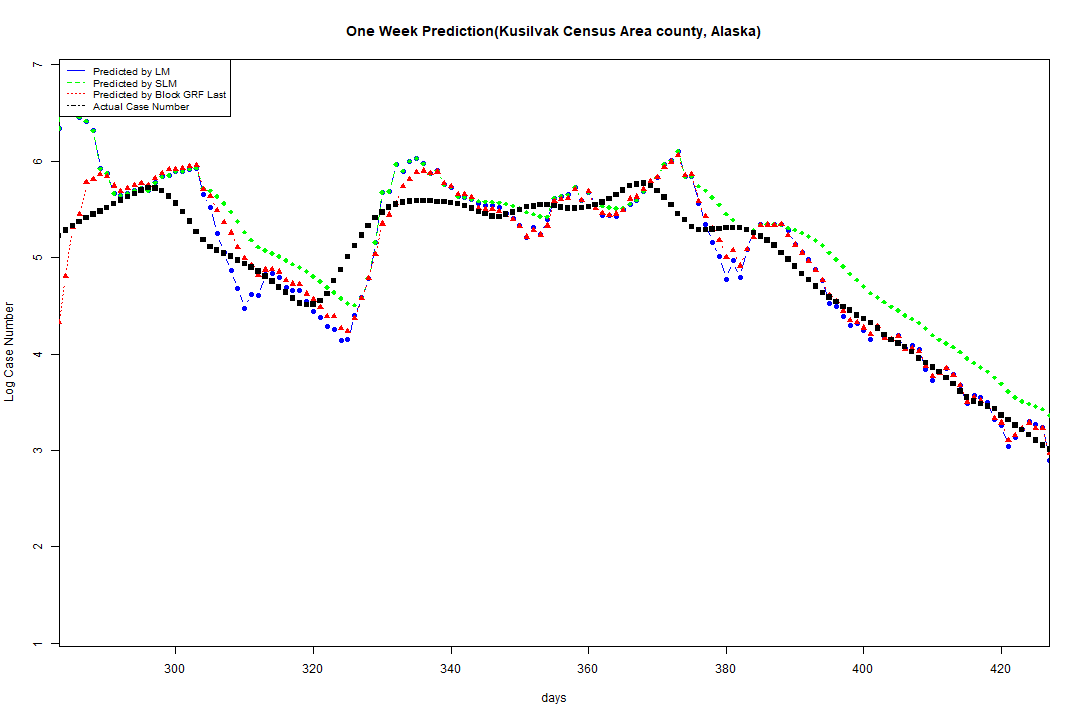 One Week Prediction(Kusilvak Census Area county, Alaska)
Predicted by LM
Predicted by SLM
Predicted by Block GRF Last
Actual Case Number
7
6
5
4
3
2
1
Log Case Number
300 320 340 360 380 400 420
days